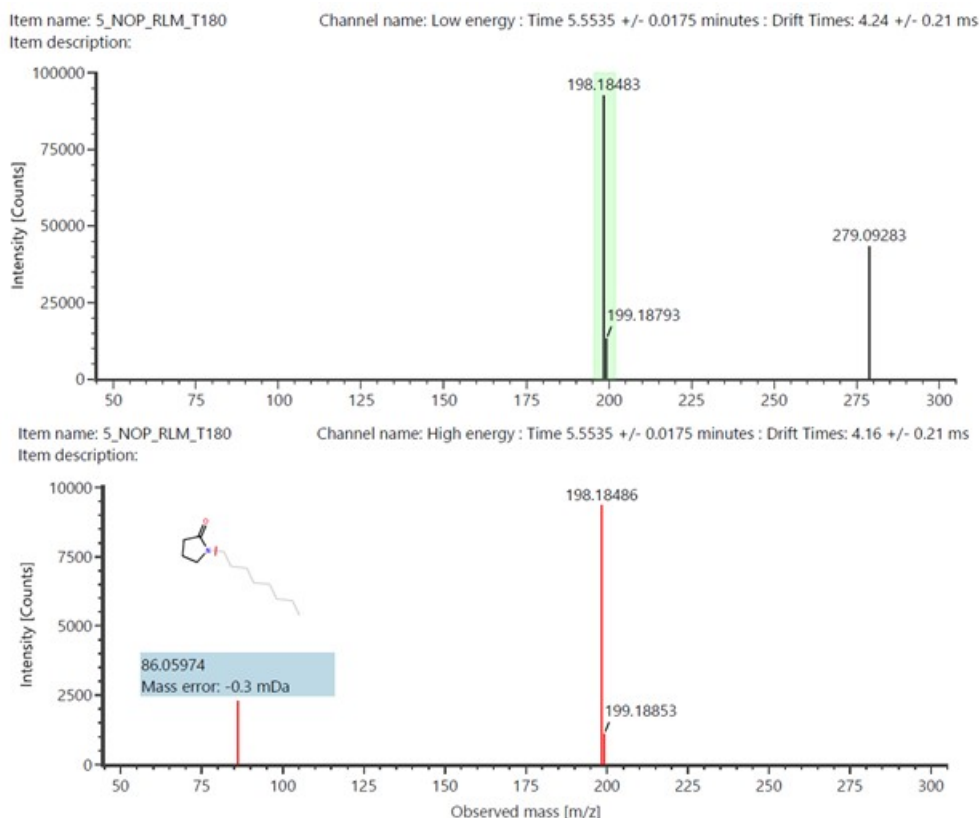 Item name: 5_NOP_RLM_T180 Channel name: Low energy : Time 5.5535 +/- 0.0175 minutes : Drift Times: 4.24 +/- 0.21 ms
Item description:
100000
198.18483
75000
Intensity [Counts]
50000
279.09283
25000
199.18793
0
50 75 100 125 150 175 200 225 250 275 300
Item name: 5_NOP_RLM_T180 Channel name: High energy : Time 5.5535 +/- 0.0175 minutes : Drift Times: 4.16 +/- 0.21 ms
Item description:
10000
198.18486
O
N
7500
Intensity [Counts]
5000
86.05974
Mass error: -0.3 mDa
2500
199.18853
0
50 75 100 125 150 175 200 225 250 275 300
Observed mass [m/z]